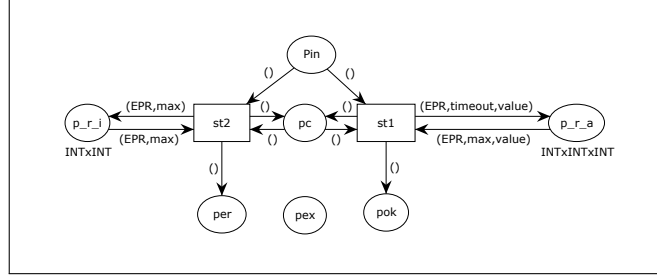 Pin
() ()
(EPR,max) () () (EPR,timeout,value)
p_r_i st2 pc st1 p_r_a
(EPR,max) () () (EPR,max,value)
INTxINT INTxINTxINT
() ()
per pex pok